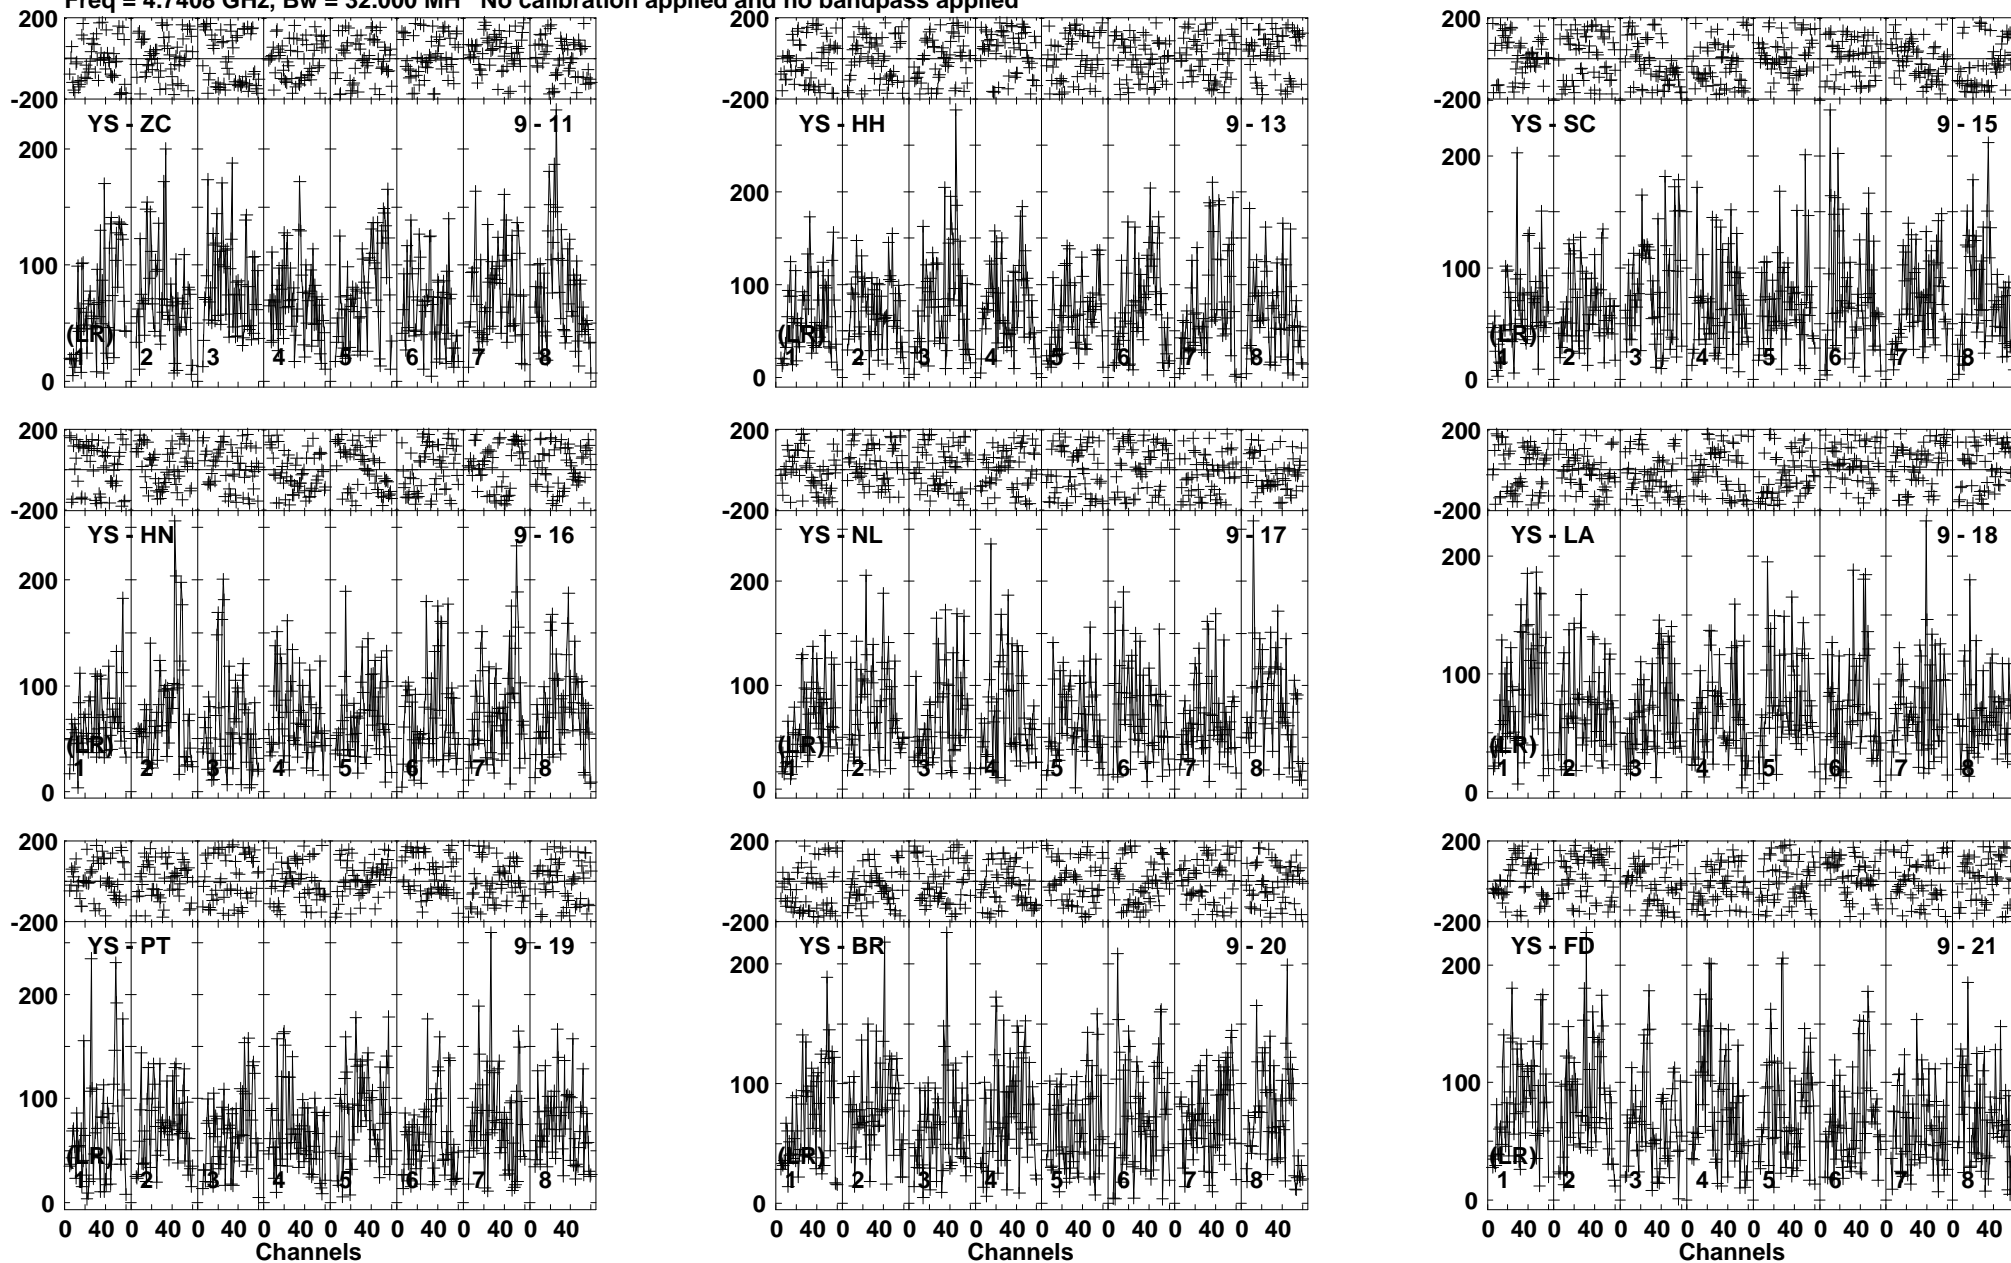 Freq = 4.7408 GHz, Bw = 32.000 MH   No calibration applied and no bandpass applied
200 200 200
-200 -200 -200
YS - ZC 9 - 11 YS - HH 9 - 13 YS - SC 9 - 15
200 200 200
100 100 100
(LR) (LR) (LR)
1 2 3 4 5 6 7 8 1 2 3 4 5 6 7 8 1 2 3 4 5 6 7 8
0 0 0
200 200 200
-200 -200 -200
YS - HN 9 - 16 YS - NL 9 - 17 YS - LA 9 - 18
200 200 200
100 100 100
(LR) (LR) (LR)
1 2 3 4 5 6 7 8 1 2 3 4 5 6 7 8 1 2 3 4 5 6 7 8
0 0 0
200 200 200
-200 -200 -200
YS - PT 9 - 19 YS - BR 9 - 20 YS - FD 9 - 21
200 200 200
100 100 100
(LR) (LR) (LR)
1 2 3 4 5 6 7 8 1 2 3 4 5 6 7 8 1 2 3 4 5 6 7 8
0 0 0
0 40 0 40 0 40 0 40 0 40 0 40 0 40 0 40 0 40 0 40 0 40 0 40 0 40 0 40 0 40 0 40 0 40 0 40 0 40 0 40 0 40 0 40 0 40 0 40
Channels Channels Channels